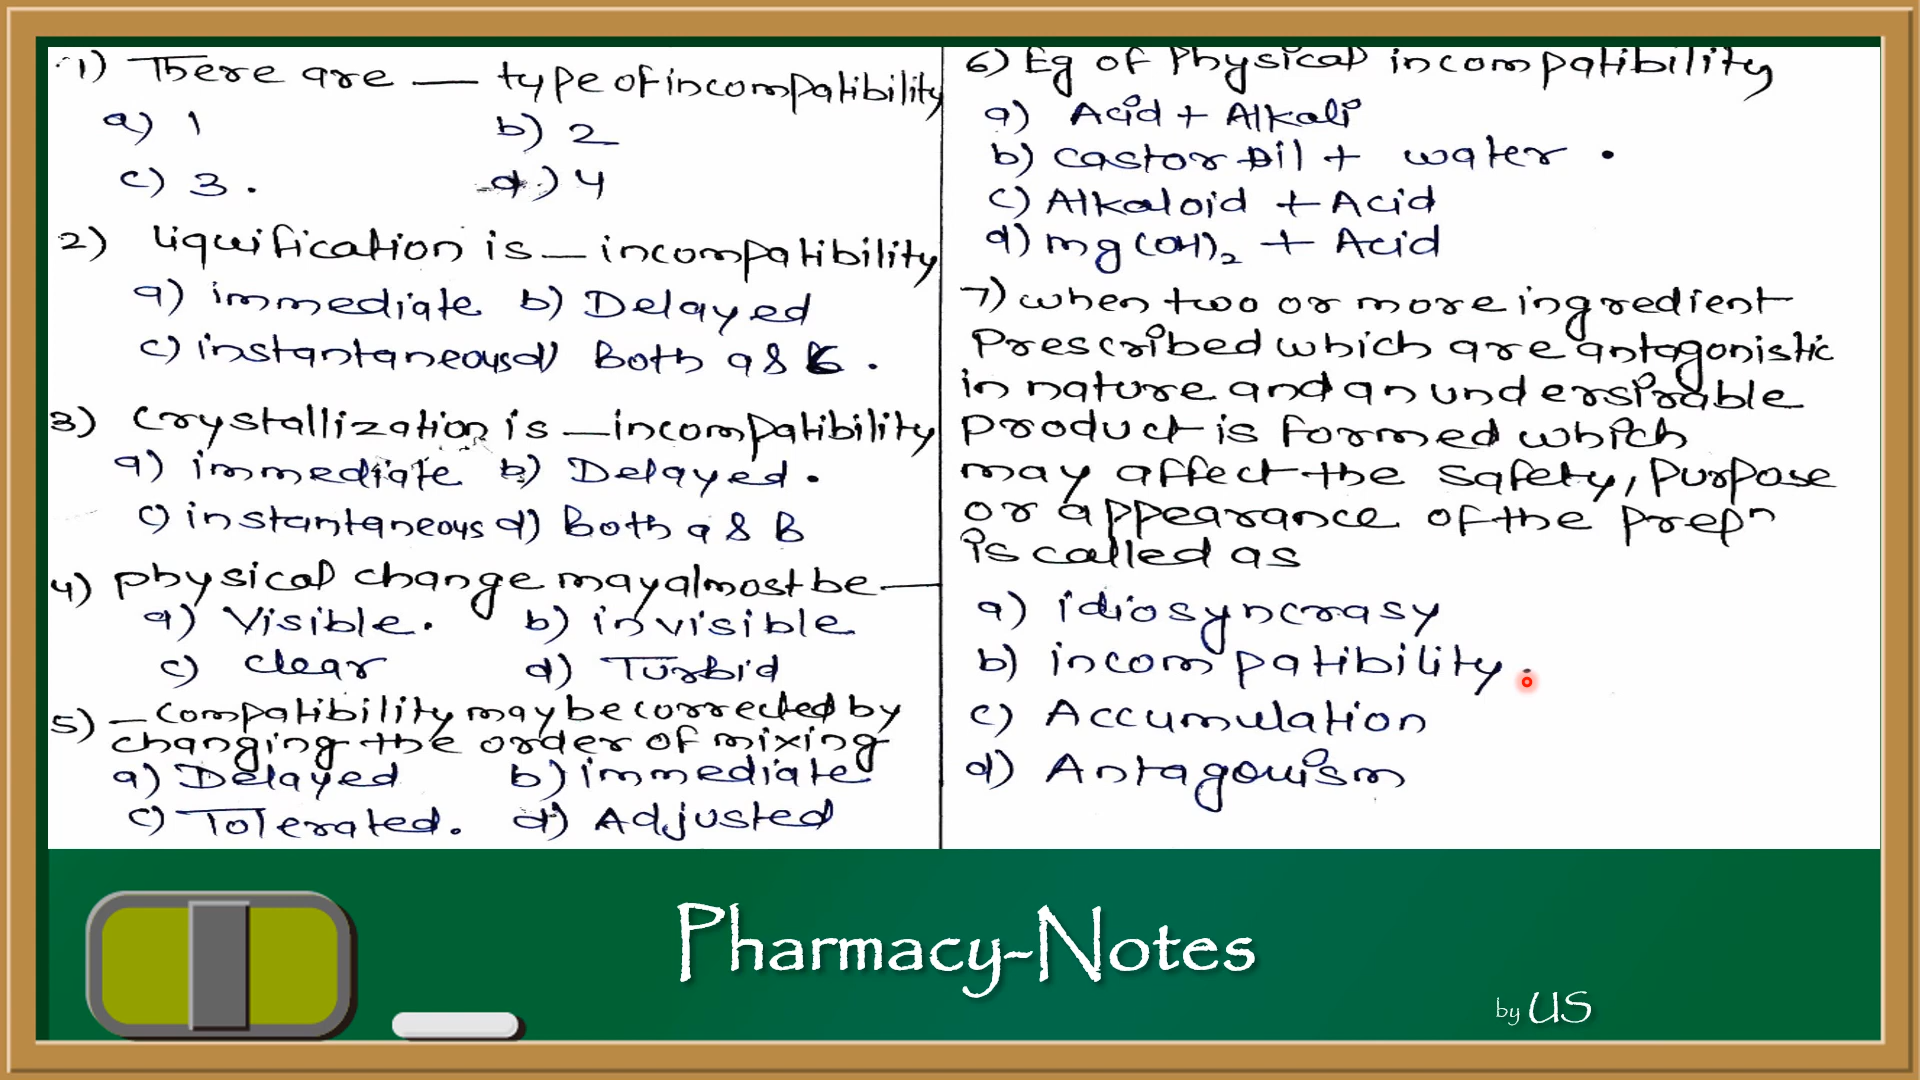 1) There are — type of incompatibility
a) 1 b) 2
c) 3. d) 4
2) liquification is — incompatibility
a) immediate b) Delayed
c) instantaneous d) Both a & C.
3) Crystallization is — incompatibility
a) immediate b) Delayed.
c) instantaneous d) Both a & B
4) physical change may almost be —
a) Visible. b) invisible
c) clear d) Turbid
5) — compatibility may be corrected by
changing the order of mixing
a) Delayed b) immediate
c) Tolerated. d) Adjusted
6) Eg of Physical incompatibility
a) Acid + Alkali
b) castor oil + water .
c) Alkaloid + Acid
d) mg(OH)₂ + Acid
7) when two or more ingredient
Prescribed which are antagonistic
in nature and an undersirable
product is formed which
may affect the safety, Purpose
or appearance of the prepⁿ
is called as
a) idiosyncrasy
b) incompatibility.
c) Accumulation
d) Antagonism
Pharmacy-Notes
by US